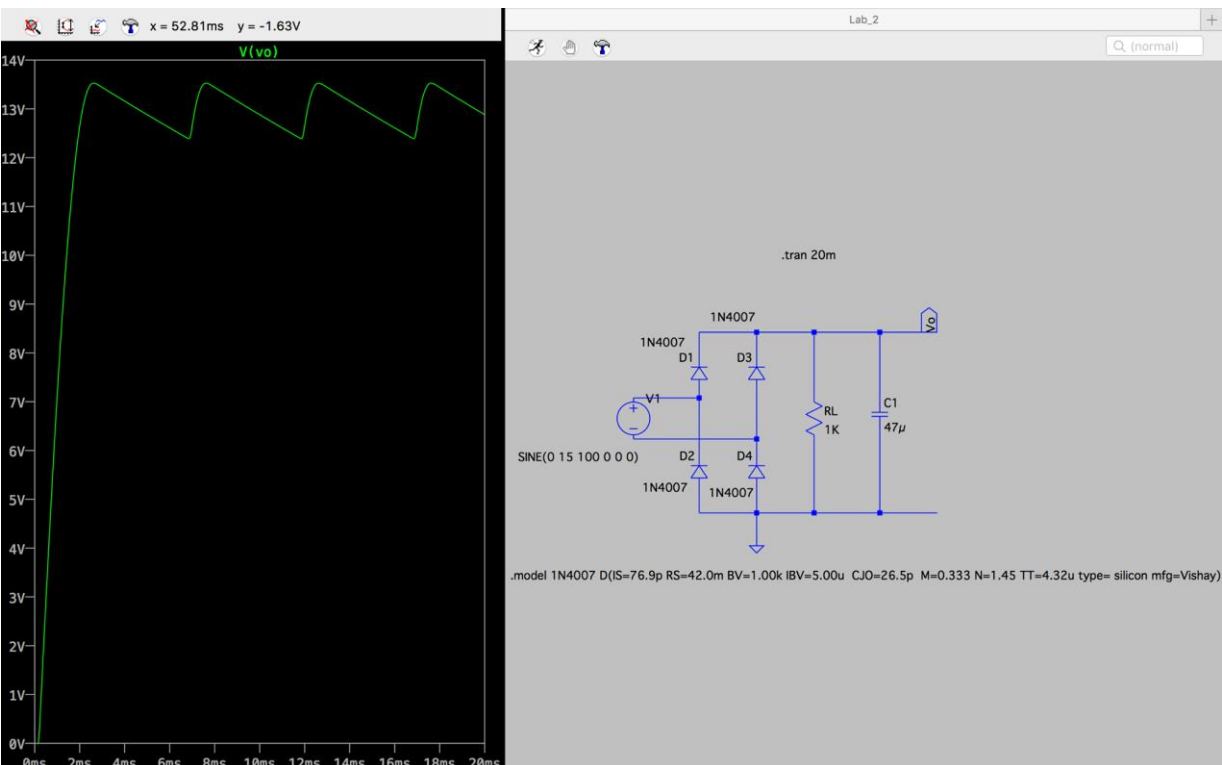 x = 52.81ms y = -1.63V
Lab_2
+
(normal)
V(vo)
14V
13V
12V
11V
10V
9V
8V
7V
6V
5V
4V
3V
2V
1V
0V
0ms 2ms 4ms 6ms 8ms 10ms 12ms 14ms 16ms 18ms 20ms
.tran 20m
1N4007
Vo
1N4007
D1
D3
V1
RL
1K
C1
47µ
SINE(0 15 100 0 0 0)
D2
D4
1N4007
1N4007
.model 1N4007 D(IS=76.9p RS=42.0m BV=1.00k IBV=5.00u CJO=26.5p M=0.333 N=1.45 TT=4.32u type= silicon mfg=Vishay)